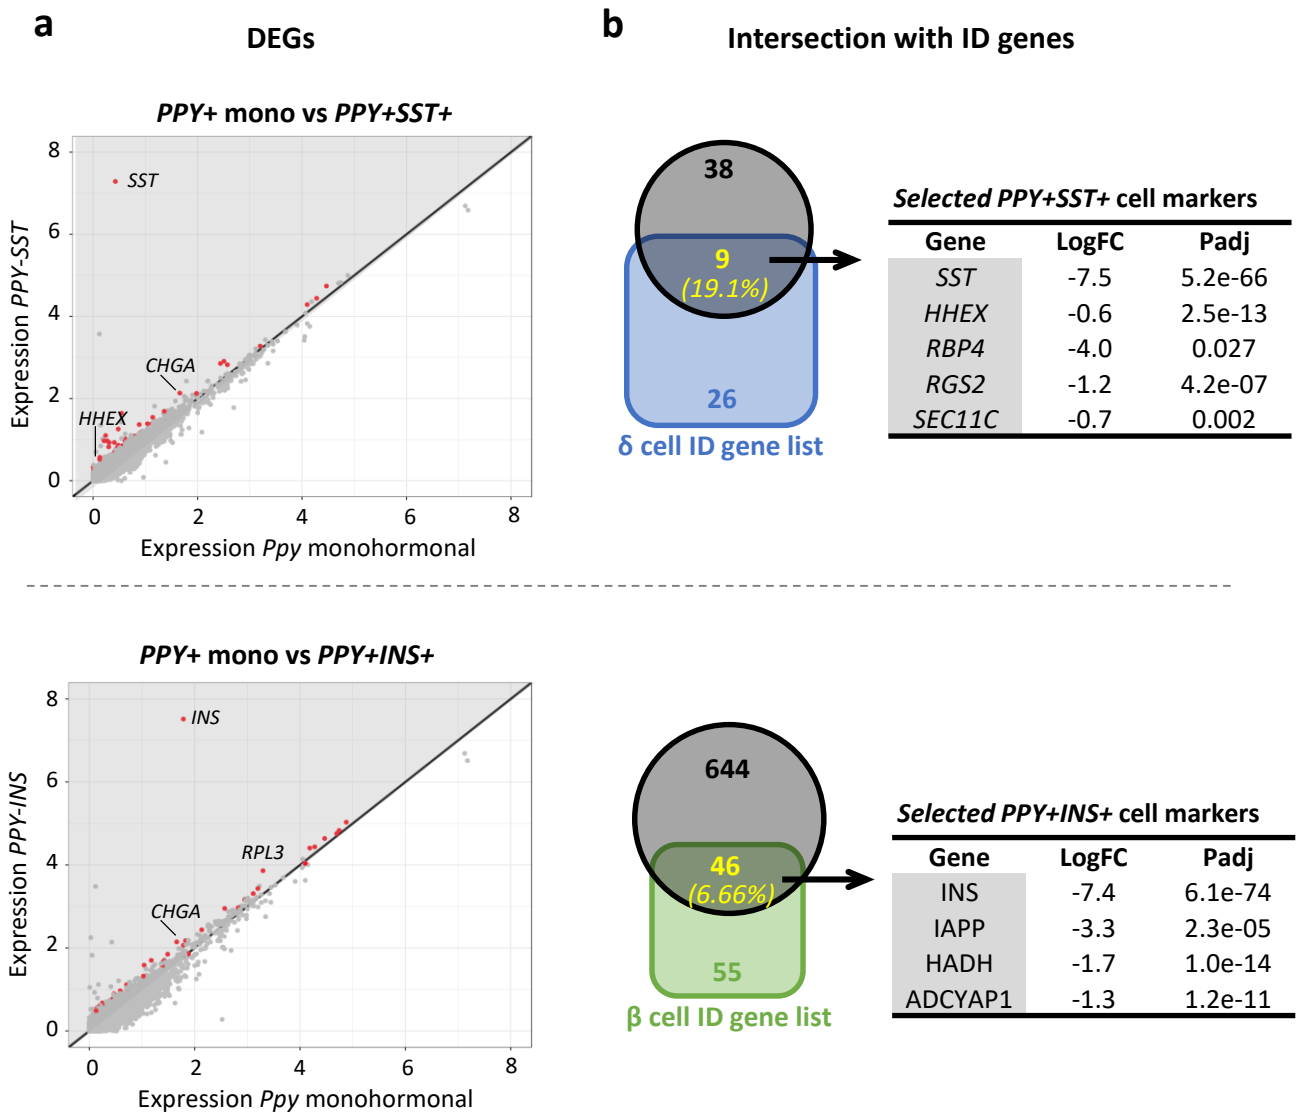 a
DEGs
b
Intersection with ID genes
PPY+ mono vs PPY+SST+
8
6
4
2
0
Expression PPY-SST
SST
CHGA
HHEX
0 2 4 6 8
Expression Ppy monohormonal
38
9
(19.1%)
26
δ cell ID gene list
Selected PPY+SST+ cell markers
Gene LogFC Padj
SST -7.5 5.2e-66
HHEX -0.6 2.5e-13
RBP4 -4.0 0.027
RGS2 -1.2 4.2e-07
SEC11C -0.7 0.002
PPY+ mono vs PPY+INS+
8
6
4
2
0
Expression PPY-INS
INS
RPL3
CHGA
0 2 4 6 8
Expression Ppy monohormonal
644
46
(6.66%)
55
β cell ID gene list
Selected PPY+INS+ cell markers
Gene LogFC Padj
INS -7.4 6.1e-74
IAPP -3.3 2.3e-05
HADH -1.7 1.0e-14
ADCYAP1 -1.3 1.2e-11